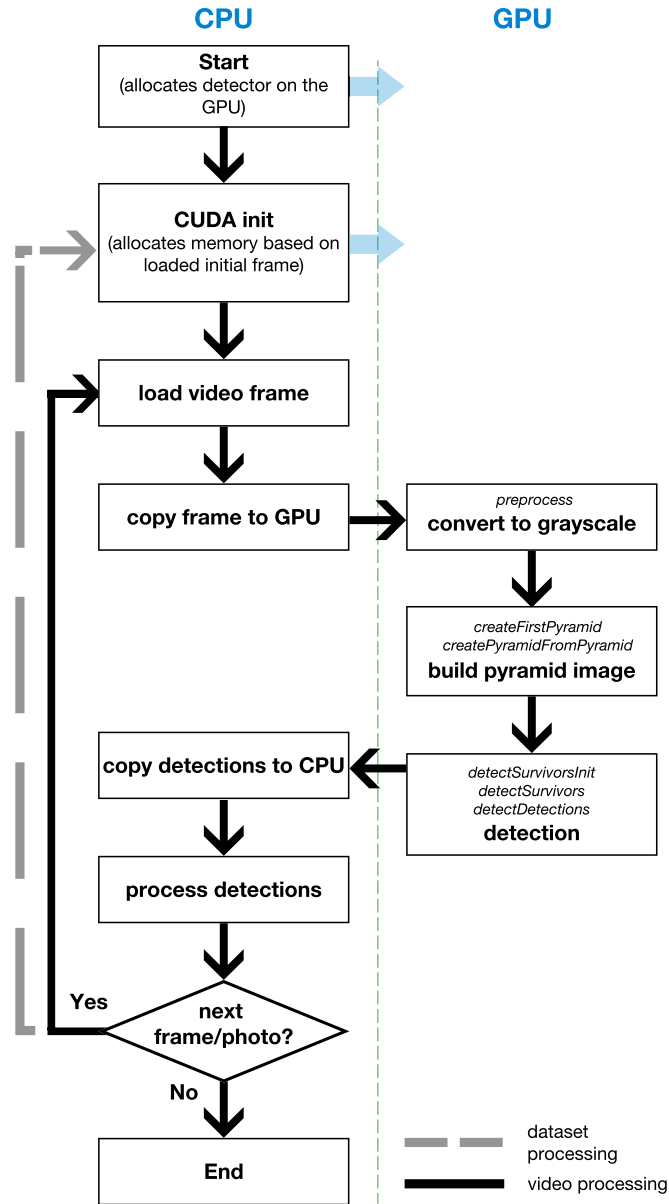 CPU
GPU
Start
(allocates detector on the
GPU)
CUDA init
(allocates memory based on
loaded initial frame)
load video frame
copy frame to GPU
preprocess
convert to grayscale
createFirstPyramid
createPyramidFromPyramid
build pyramid image
detectSurvivorsInit
detectSurvivors
detectDetections
detection
copy detections to CPU
process detections
next
frame/photo?
Yes
No
End
dataset
processing
video processing